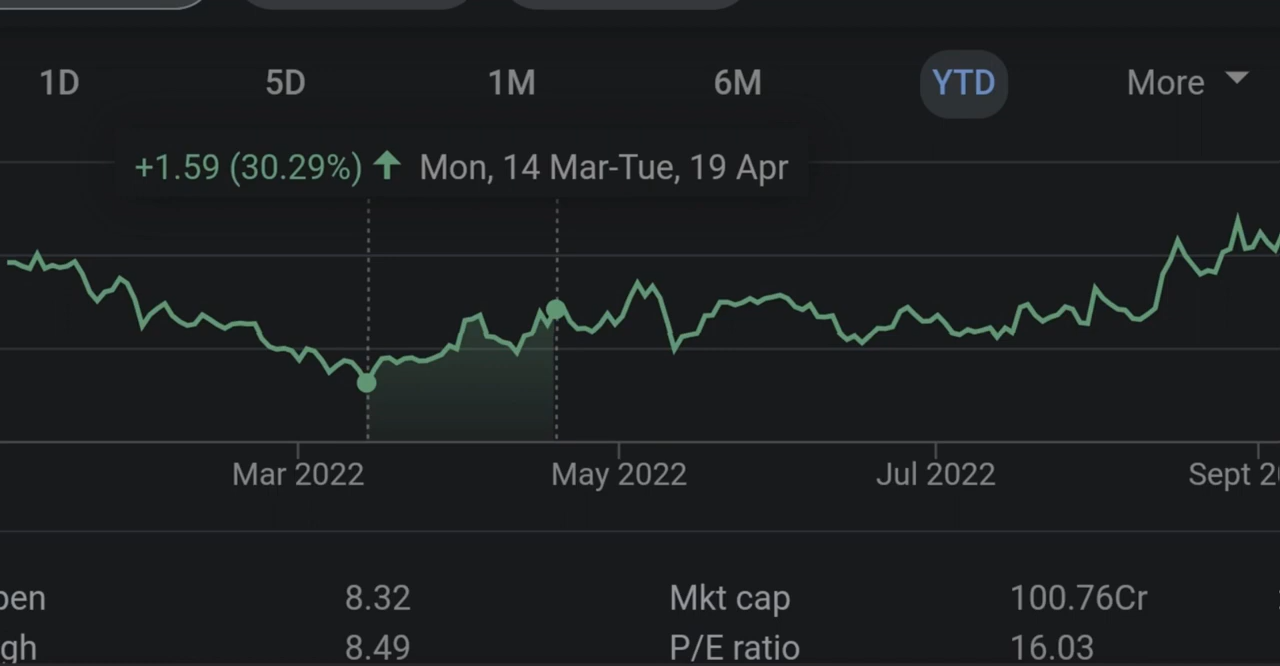 1D 5D 1M 6M YTD More
+1.59 (30.29%) Mon, 14 Mar-Tue, 19 Apr
Mar 2022 May 2022 Jul 2022 Sept
pen 8.32 Mkt cap 100.76Cr
gh 8.49 P/E ratio 16.03